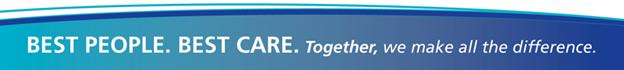 BEST PEOPLE. BEST CARE. Together, we make all the difference.